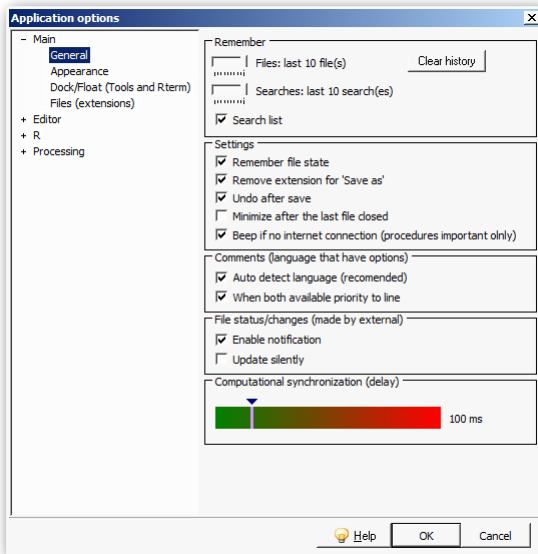 Application options
Main
General
Appearance
Dock/Float (Tools and Rterm)
Files (extensions)
Editor
R
Processing
Remember
Files: last 10 file(s)
Clear history
Searches: last 10 search(es)
Search list
Settings
Remember file state
Remove extension for 'Save as'
Undo after save
Minimize after the last file closed
Beep if no internet connection (procedures important olnly)
Comments (language that have options)
Auto detect language (recomended)
When both available priority to line
File status/changes (made by external)
Enable notification
Update silently
Computational synchronization (delay)
100 ms
Help
OK
Cancel